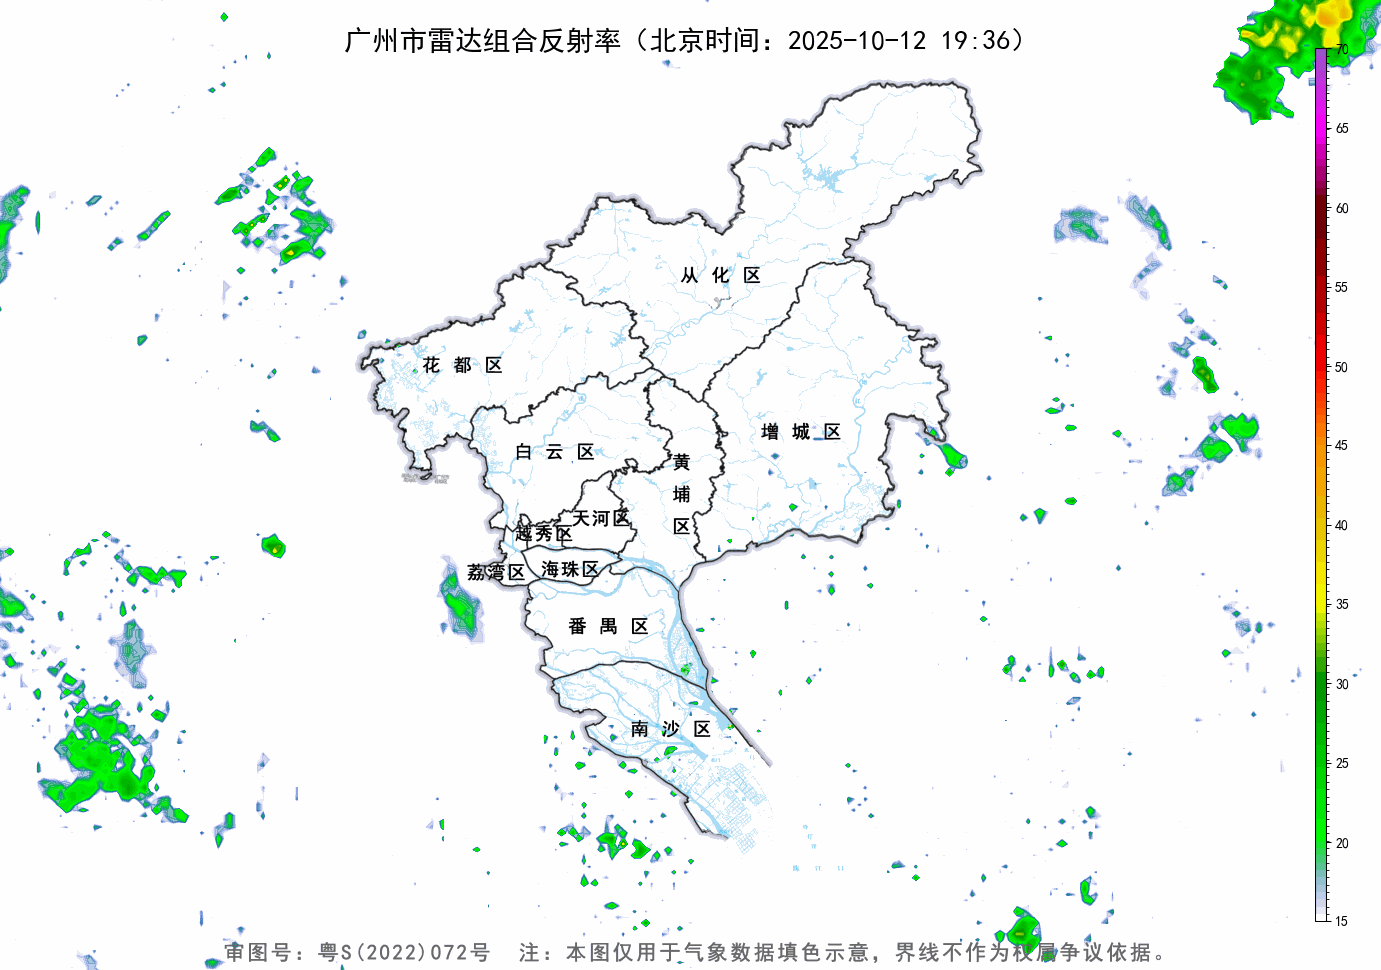 广州市雷达组合反射率（北京时间：2025-10-12 19:36）
70
65
60
55
50
45
40
35
30
25
20
15
从化区
花都区
增城区
白云区
黄埔区
天河区
越秀区
荔湾区
海珠区
番禺区
南沙区
审图号：粤S(2022)072号 注：本图仅用于气象数据填色示意，界线不作为权属争议依据。